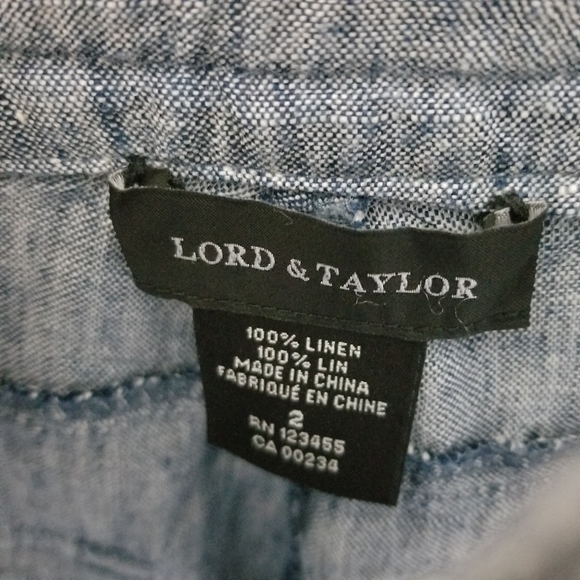 LORD & TAYLOR
100% LINEN
100% LIN
MADE IN CHINA
FABRIQUÉ EN CHINE
2
RN 123455
CA 00234